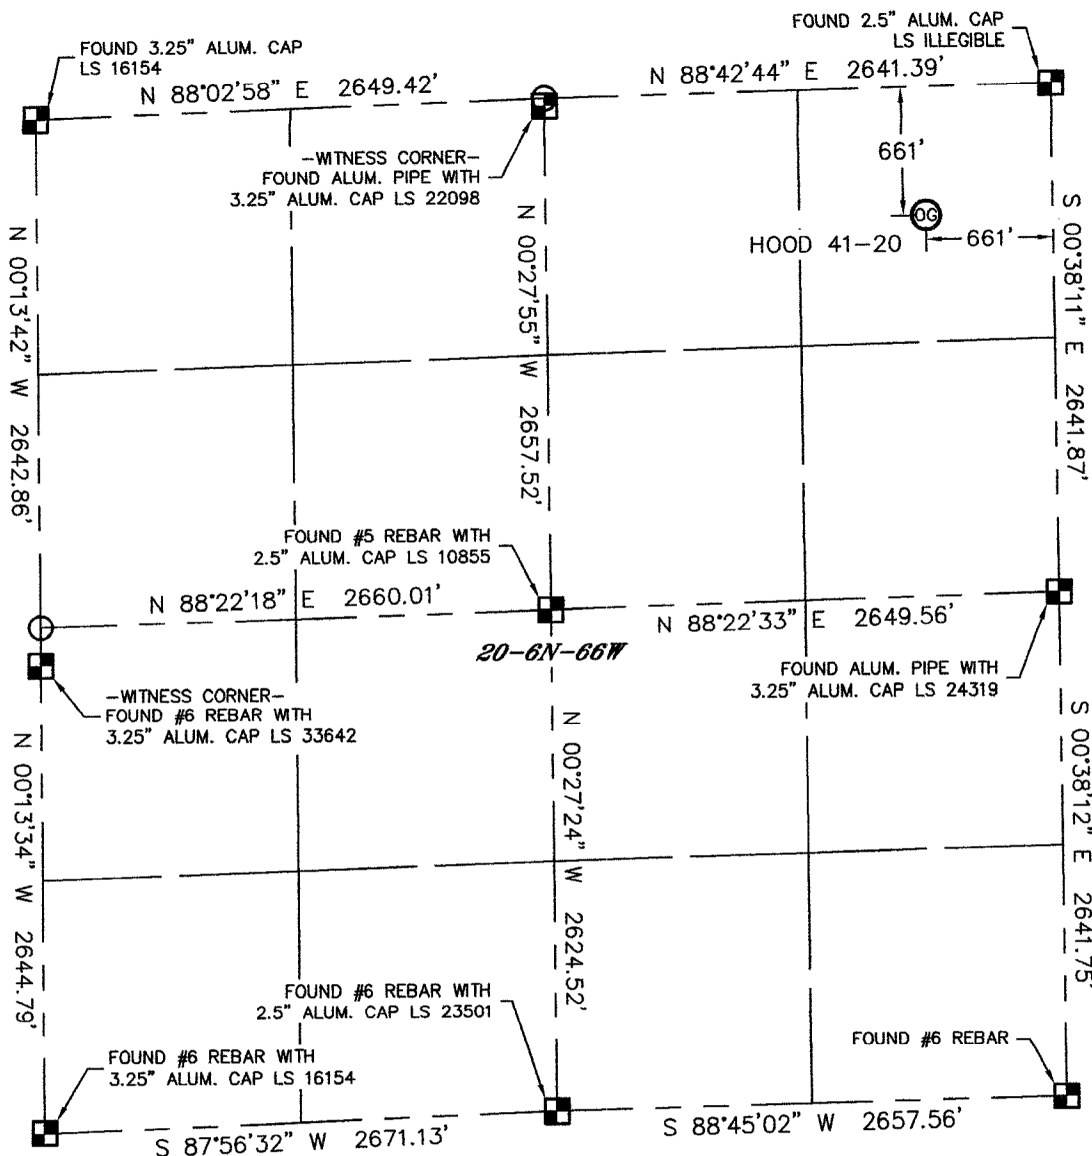 FOUND 3.25" ALUM. CAP
LS 16154
FOUND 2.5" ALUM. CAP
LS ILLEGIBLE
N 88°02'58" E 2649.42'
N 88°42'44" E 2641.39'
-WITNESS CORNER-
FOUND ALUM. PIPE WITH
3.25" ALUM. CAP LS 22098
661'
OG
HOOD 41-20
661'
N 00°13'42" W 2642.86'
N 00°27'55" W 2657.52'
S 00°38'11" E 2641.87'
FOUND #5 REBAR WITH
2.5" ALUM. CAP LS 10855
N 88°22'18" E 2660.01'
N 88°22'33" E 2649.56'
20-6N-66W
FOUND ALUM. PIPE WITH
3.25" ALUM. CAP LS 24319
-WITNESS CORNER-
FOUND #6 REBAR WITH
3.25" ALUM. CAP LS 33642
N 00°13'34" W 2644.79'
N 00°27'24" W 2624.52'
S 00°38'12" E 2641.75'
FOUND #6 REBAR WITH
2.5" ALUM. CAP LS 23501
FOUND #6 REBAR
FOUND #6 REBAR WITH
3.25" ALUM. CAP LS 16154
S 87°56'32" W 2671.13'
S 88°45'02" W 2657.56'